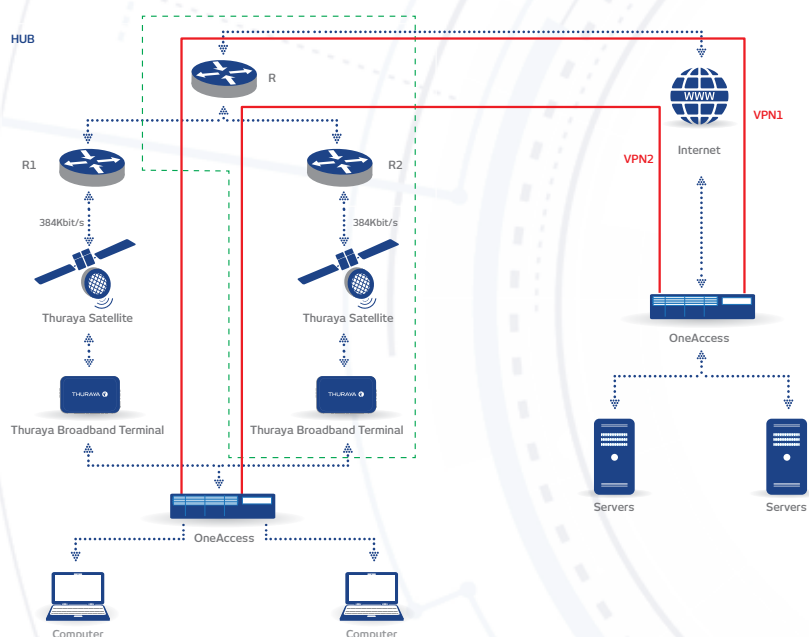 HUB
R
WWW
VPN1
Internet
VPN2
R1
R2
384Kbit/s
384Kbit/s
Thuraya Satellite
Thuraya Satellite
OneAccess
THURAYA
THURAYA
Thuraya Broadband Terminal
Thuraya Broadband Terminal
Servers
Servers
OneAccess
Computer
Computer